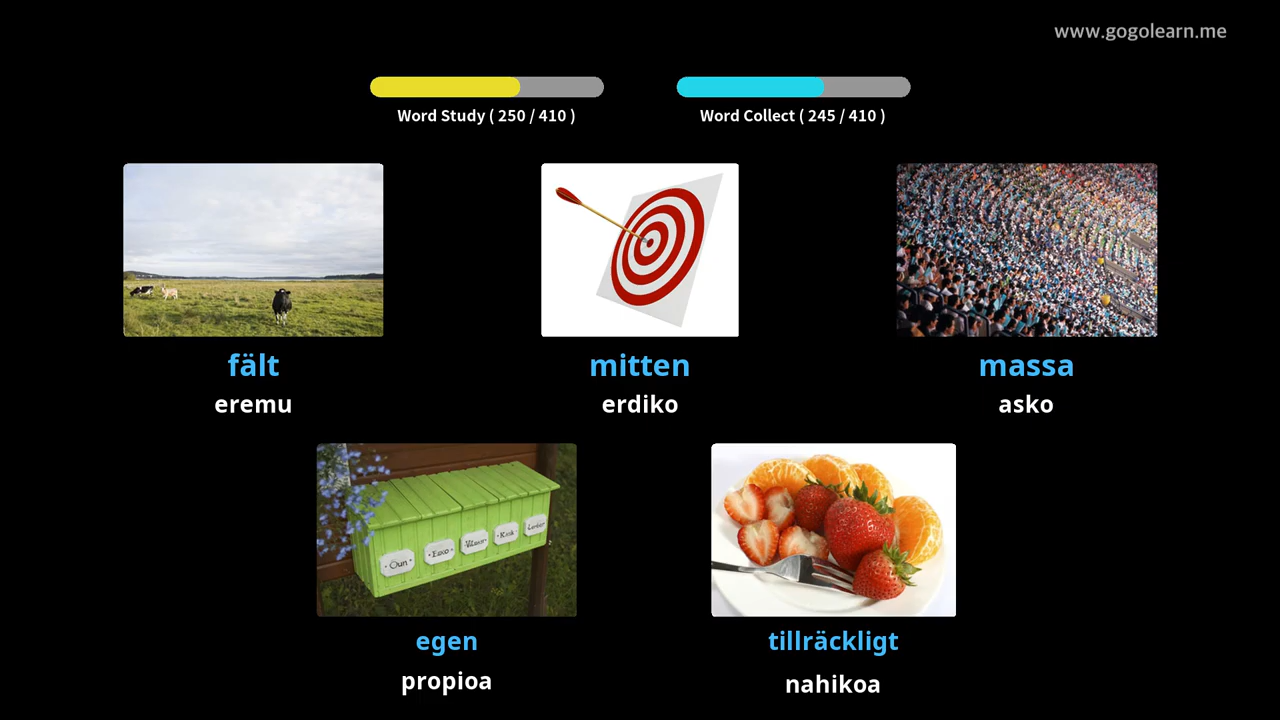 www.gogolearn.me
Word Study ( 250 / 410 )
Word Collect ( 245 / 410 )
fält
eremu
mitten
erdiko
massa
asko
egen
propioa
tillräckligt
nahikoa